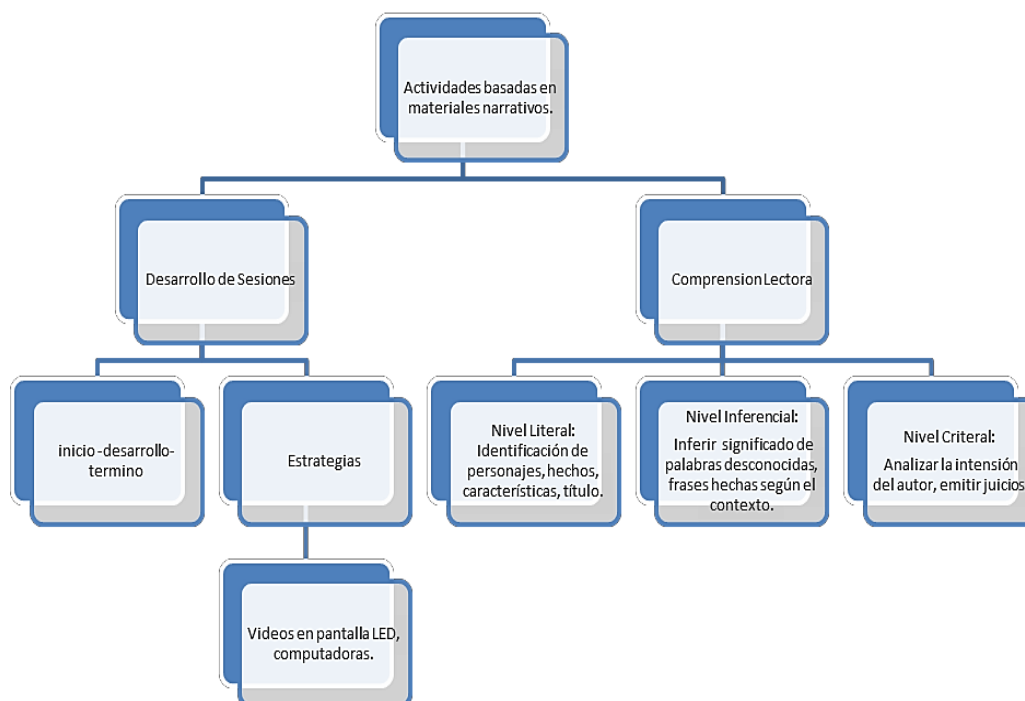 Actividades basadas en
materiales narrativos.
Desarrollo de Sesiones
Comprension Lectora
inicio -desarrollo-
termino
Estrategias
Nivel Literal:
Identificación de
personajes, hechos,
características, título.
Nivel Inferencial:
Inferir significado de
palabras desconocidas,
frases hechas según el
contexto.
Nivel Criteral:
Analizar la intensión
del autor, emitir juicios
Videos en pantalla LED,
computadoras.